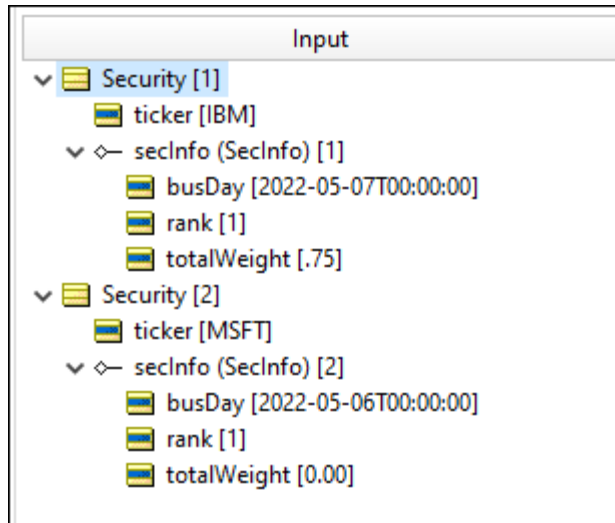 Input
Security [1]
ticker [IBM]
secInfo (SecInfo) [1]
busDay [2022-05-07T00:00:00]
rank [1]
totalWeight [.75]
Security [2]
ticker [MSFT]
secInfo (SecInfo) [2]
busDay [2022-05-06T00:00:00]
rank [1]
totalWeight [0.00]